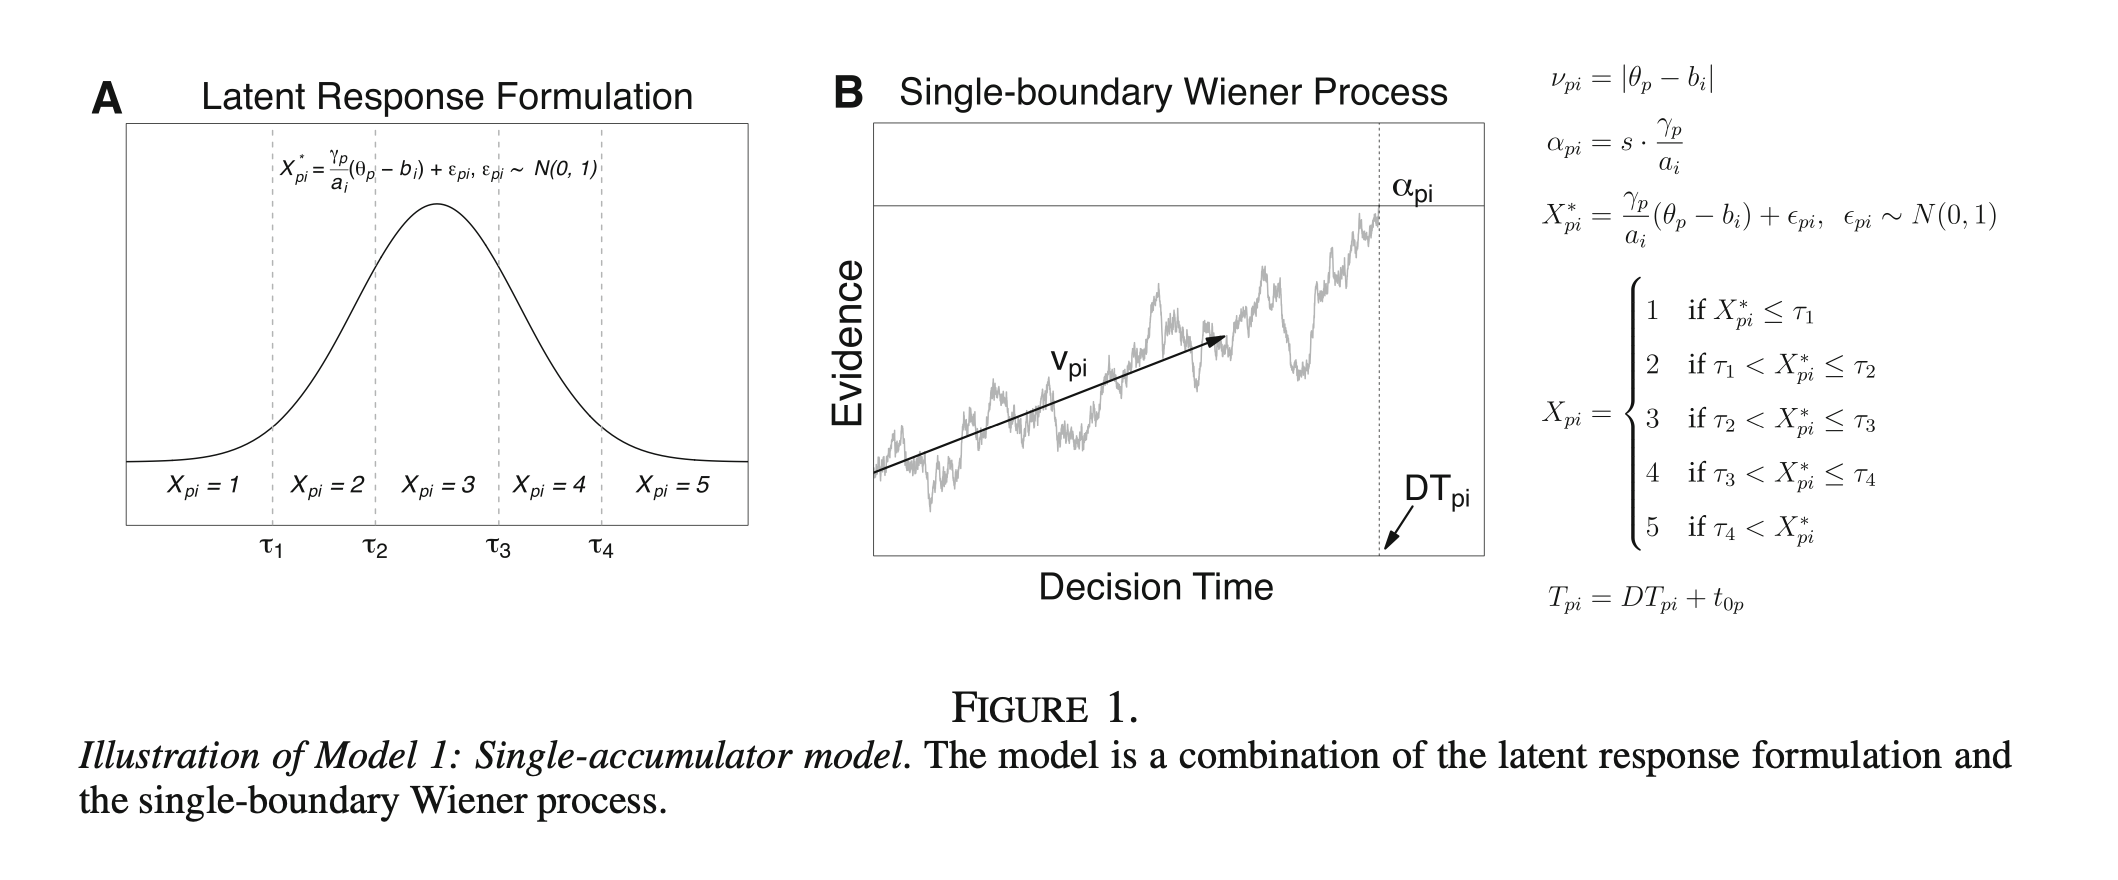 A Latent Response Formulation
X*pi = γp/ai (θp − bi) + εpi, εpi ~ N(0, 1)
Xpi = 1 Xpi = 2 Xpi = 3 Xpi = 4 Xpi = 5
τ1 τ2 τ3 τ4
B Single-boundary Wiener Process
αpi
Evidence
vpi
DTpi
Decision Time
νpi = |θp − bi|
αpi = s · γp/ai
X*pi = γp/ai (θp − bi) + ϵpi, ϵpi ∼ N(0, 1)
Xpi =
1 if X*pi ≤ τ1
2 if τ1 < X*pi ≤ τ2
3 if τ2 < X*pi ≤ τ3
4 if τ3 < X*pi ≤ τ4
5 if τ4 < X*pi
Tpi = DTpi + t0p
FIGURE 1.
Illustration of Model 1: Single-accumulator model. The model is a combination of the latent response formulation and
the single-boundary Wiener process.